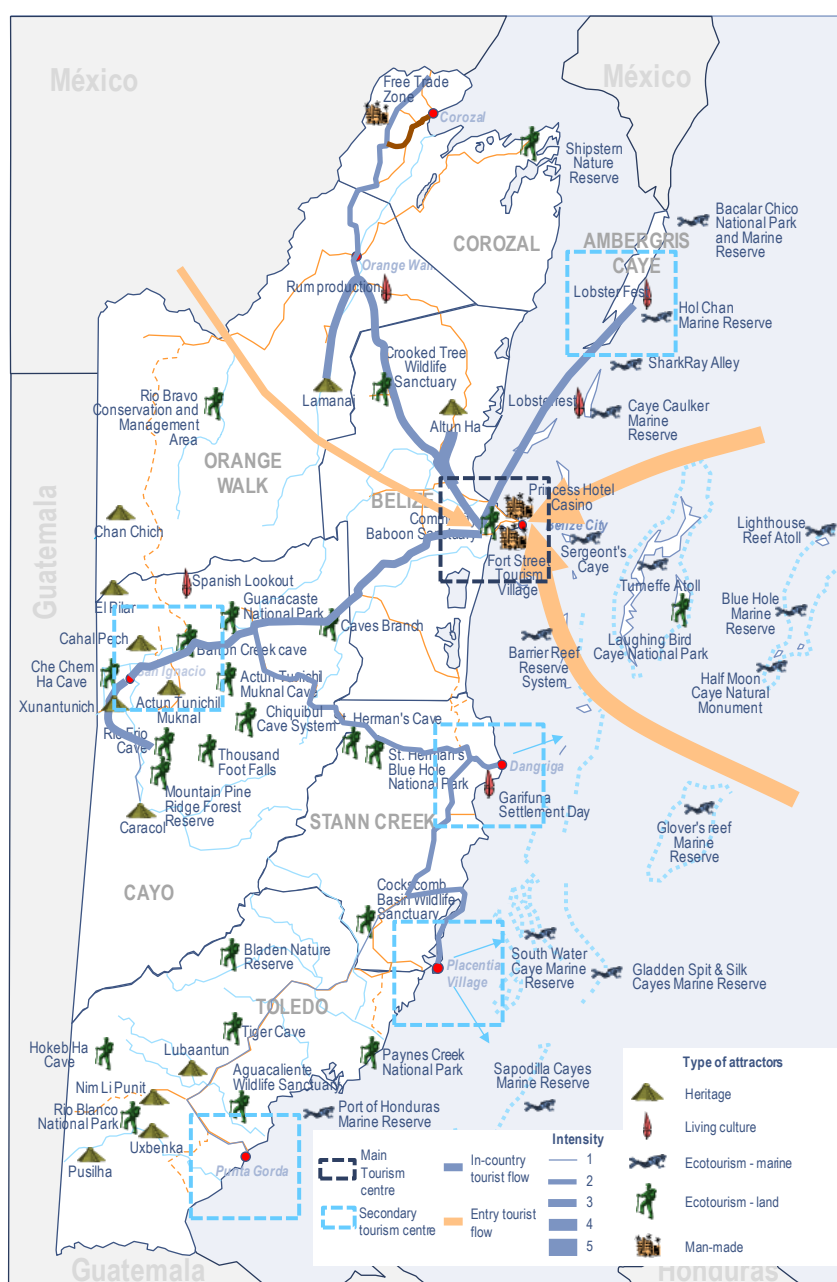 México
México
Free Trade
Zone
Corozal
Shipstern
Nature
Reserve
Bacalar Chico
National Park
and Marine
Reserve
COROZAL
AMBERGRIS
CAYE
Orange Walk
Rum production
Lobster Fest
Hol Chan
Marine Reserve
Crooked Tree
Wildlife
Sanctuary
SharkRay Alley
Rio Bravo
Conservation and
Management
Area
Lamanai
Altun Ha
Lobsterfest
Caye Caulker
Marine
Reserve
ORANGE
WALK
Guatemala
Chan Chich
BELIZE
Community
Baboon Sanctuary
Princess Hotel
Casino
Belize City
Fort Street
Tourism
Village
Sergeont's
Caye
Lighthouse
Reef Atoll
Turneffe Atoll
Blue Hole
Marine
Reserve
Laughing Bird
Caye National Park
Half Moon
Caye Natural
Monument
Barrier Reef
Reserve
System
El Pilar
Spanish Lookout
Guanacaste
National Park
Cahal Pech
Barton Creek cave
Caves Branch
Che Chem
Ha Cave
San Ignacio
Actun Tunichil
Muknal Cave
Xunantunich
Actun Tunichil
Muknal
Chiquibul
Cave System
St. Herman's Cave
Rio Frio
Cave
Thousand
Foot Falls
St. Herman's
Blue Hole
National Park
Dangriga
Mountain Pine
Ridge Forest
Reserve
Garifuna
Settlement Day
Caracol
STANN CREEK
Glover's reef
Marine
Reserve
CAYO
Cockscomb
Basin Wildlife
Sanctuary
Bladen Nature
Reserve
Placentia
Village
South Water
Caye Marine
Reserve
Gladden Spit & Silk
Cayes Marine Reserve
TOLEDO
Tiger Cave
Hokeb Ha
Cave
Lubaantun
Paynes Creek
National Park
Aguacaliente
Wildlife Sanctuary
Sapodilla Cayes
Marine Reserve
Nim Li Punit
Rio Blanco
National Park
Port of Honduras
Marine Reserve
Uxbenka
Pusilha
Punta Gorda
Guatemala
Honduras
Main
Tourism
centre
Secondary
tourism centre
In-country
tourist flow
Entry tourist
flow
Intensity
1
2
3
4
5
Type of attractors
Heritage
Living culture
Ecotourism - marine
Ecotourism - land
Man-made